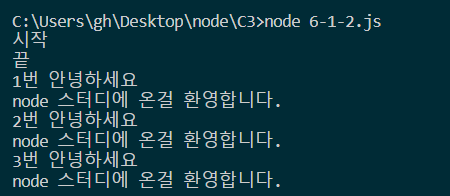 C:\Users\gh\Desktop\node\C3>node 6-1-2.js
시작
끝
1번 안녕하세요
node 스터디에 온걸 환영합니다.
2번 안녕하세요
node 스터디에 온걸 환영합니다.
3번 안녕하세요
node 스터디에 온걸 환영합니다.